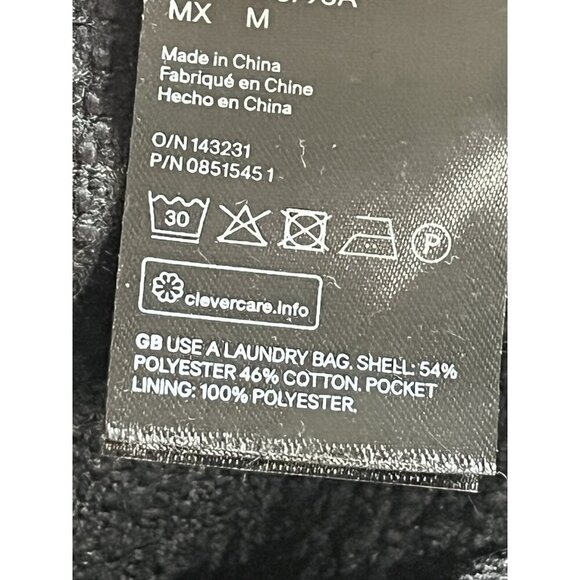 MX M
Made in China
Fabriqué en Chine
Hecho en China
O/N 143231
P/N 0851545 1
30
P
clevercare.info
GB USE A LAUNDRY BAG. SHELL: 54%
POLYESTER 46% COTTON. POCKET
LINING: 100% POLYESTER.